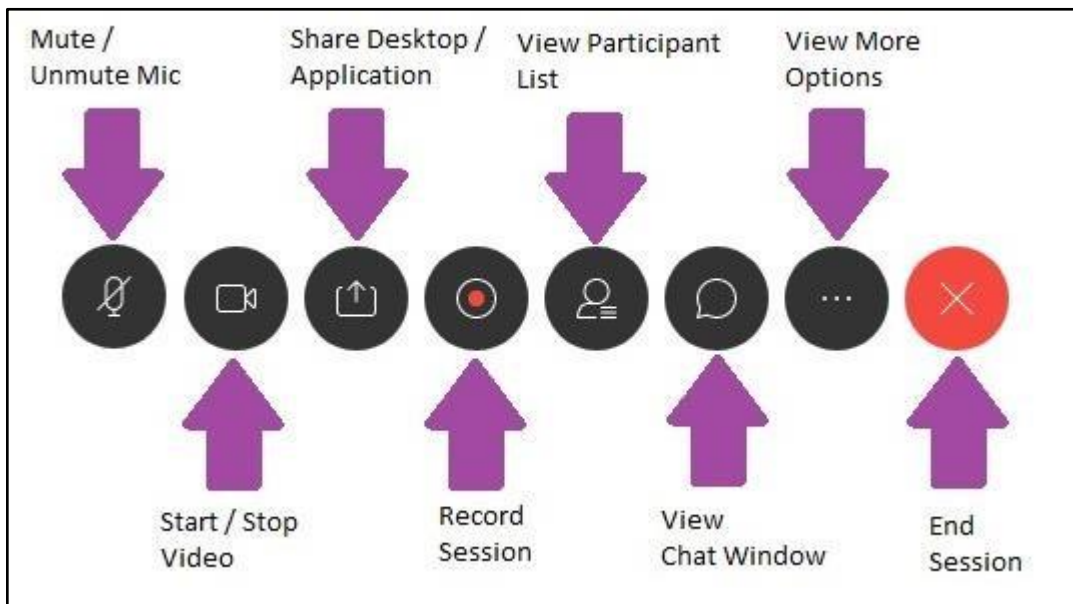 Mute /
Unmute Mic
Share Desktop /
Application
View Participant
List
View More
Options
Start / Stop
Video
Record
Session
View
Chat Window
End
Session